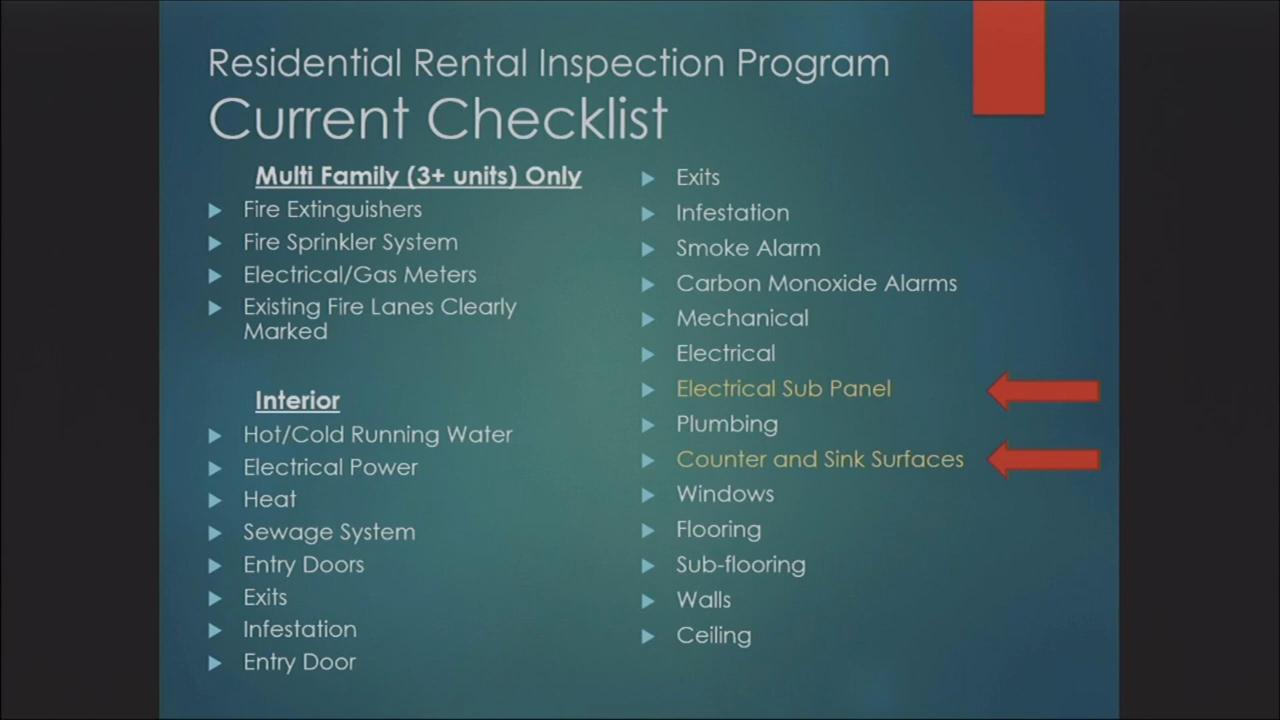 Residential Rental Inspection Program
Current Checklist
Multi Family (3+ units) Only
Fire Extinguishers
Fire Sprinkler System
Electrical/Gas Meters
Existing Fire Lanes Clearly
Marked
Interior
Hot/Cold Running Water
Electrical Power
Heat
Sewage System
Entry Doors
Exits
Infestation
Entry Door
Exits
Infestation
Smoke Alarm
Carbon Monoxide Alarms
Mechanical
Electrical
Electrical Sub Panel
Plumbing
Counter and Sink Surfaces
Windows
Flooring
Sub-flooring
Walls
Ceiling